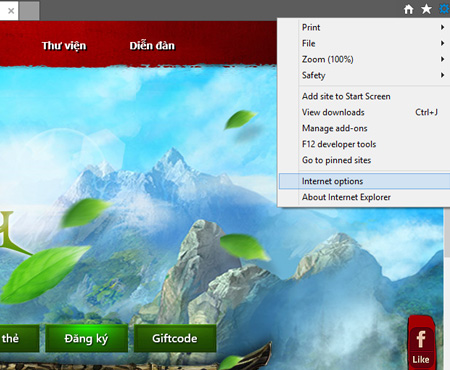 Thư viện
Diễn đàn
Print
File
Zoom (100%)
Safety
Add site to Start Screen
View downloads Ctrl+J
Manage add-ons
F12 developer tools
Go to pinned sites
Internet options
About Internet Explorer
thẻ
Đăng ký
Giftcode
f
Like